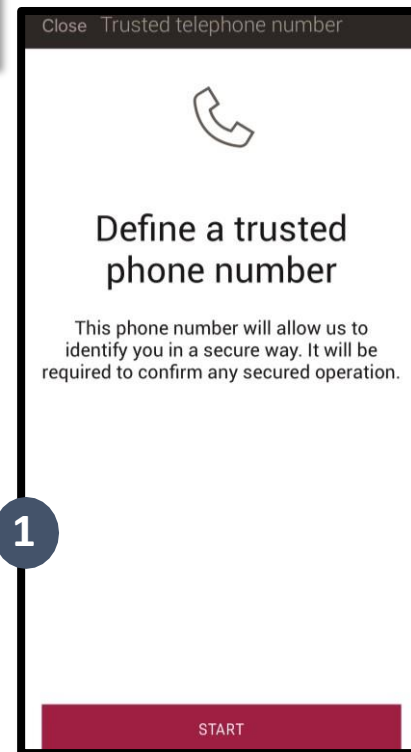 Close Trusted telephone number
Define a trusted
phone number
This phone number will allow us to
identify you in a secure way. It will be
required to confirm any secured operation.
1
START